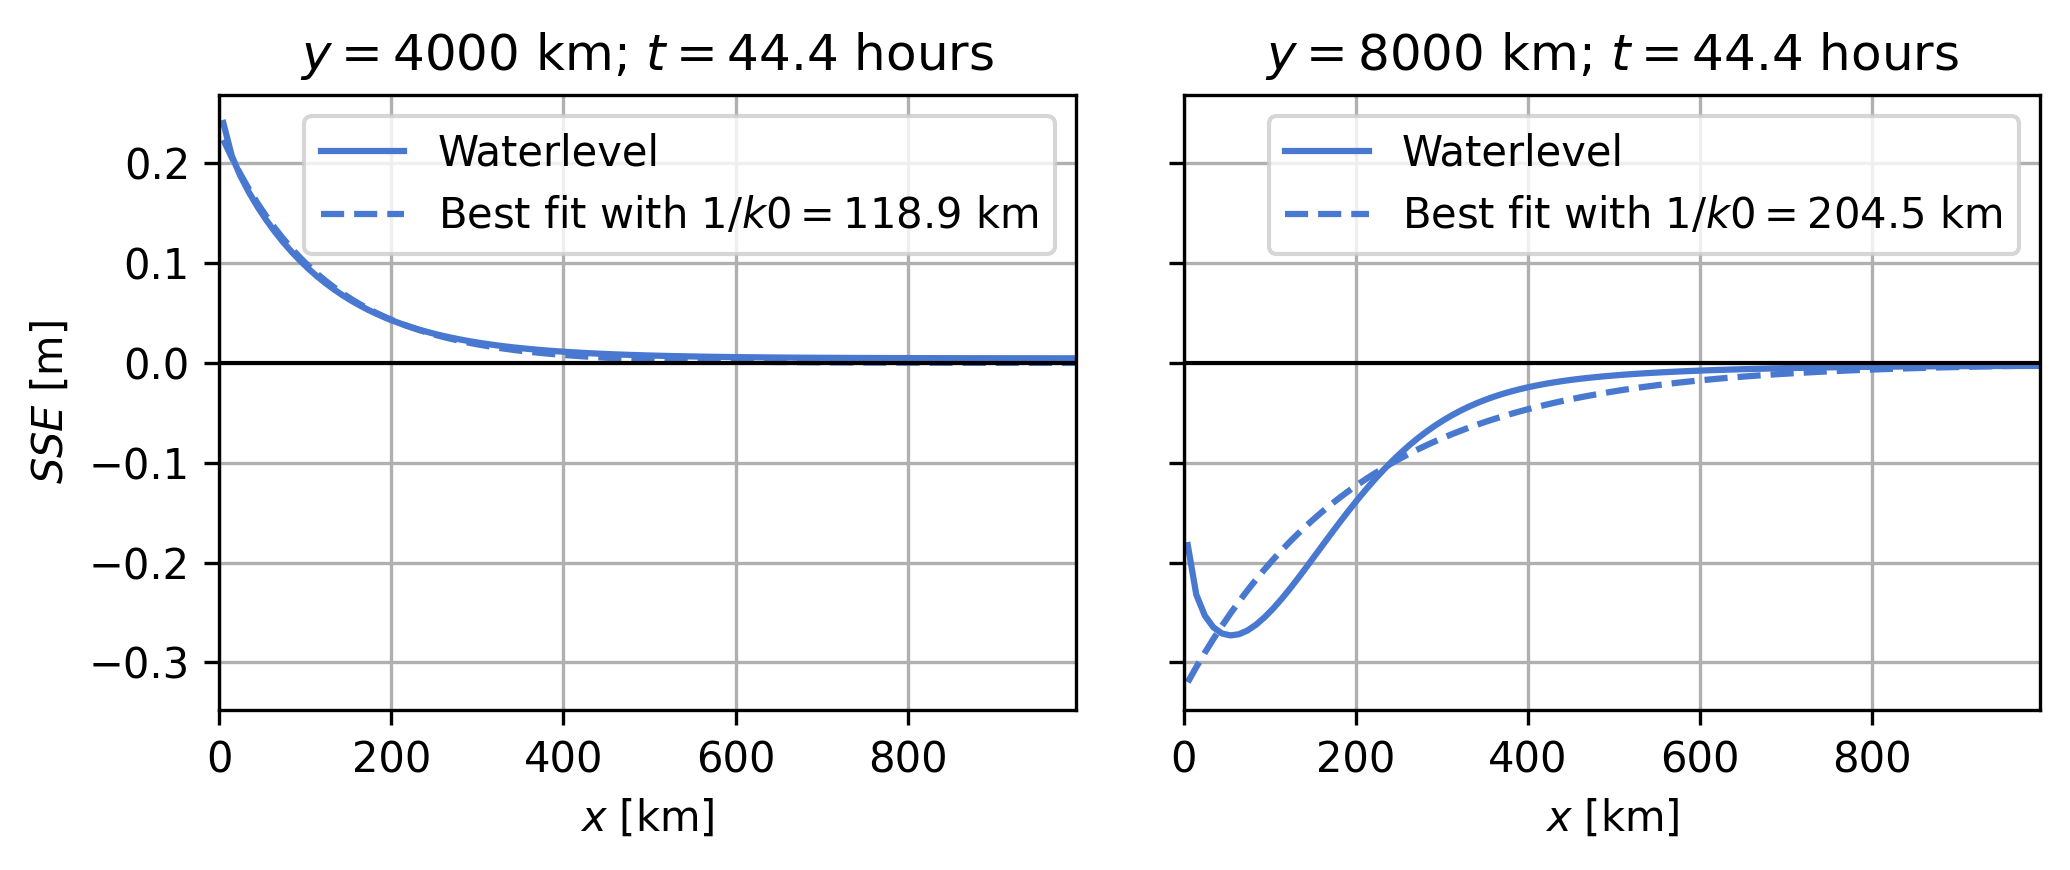 y = 4000 km; t = 44.4 hours
Waterlevel
Best fit with 1/k0 = 118.9 km
0.2
0.1
0.0
−0.1
−0.2
−0.3
SSE [m]
0 200 400 600 800
x [km]
y = 8000 km; t = 44.4 hours
Waterlevel
Best fit with 1/k0 = 204.5 km
0 200 400 600 800
x [km]